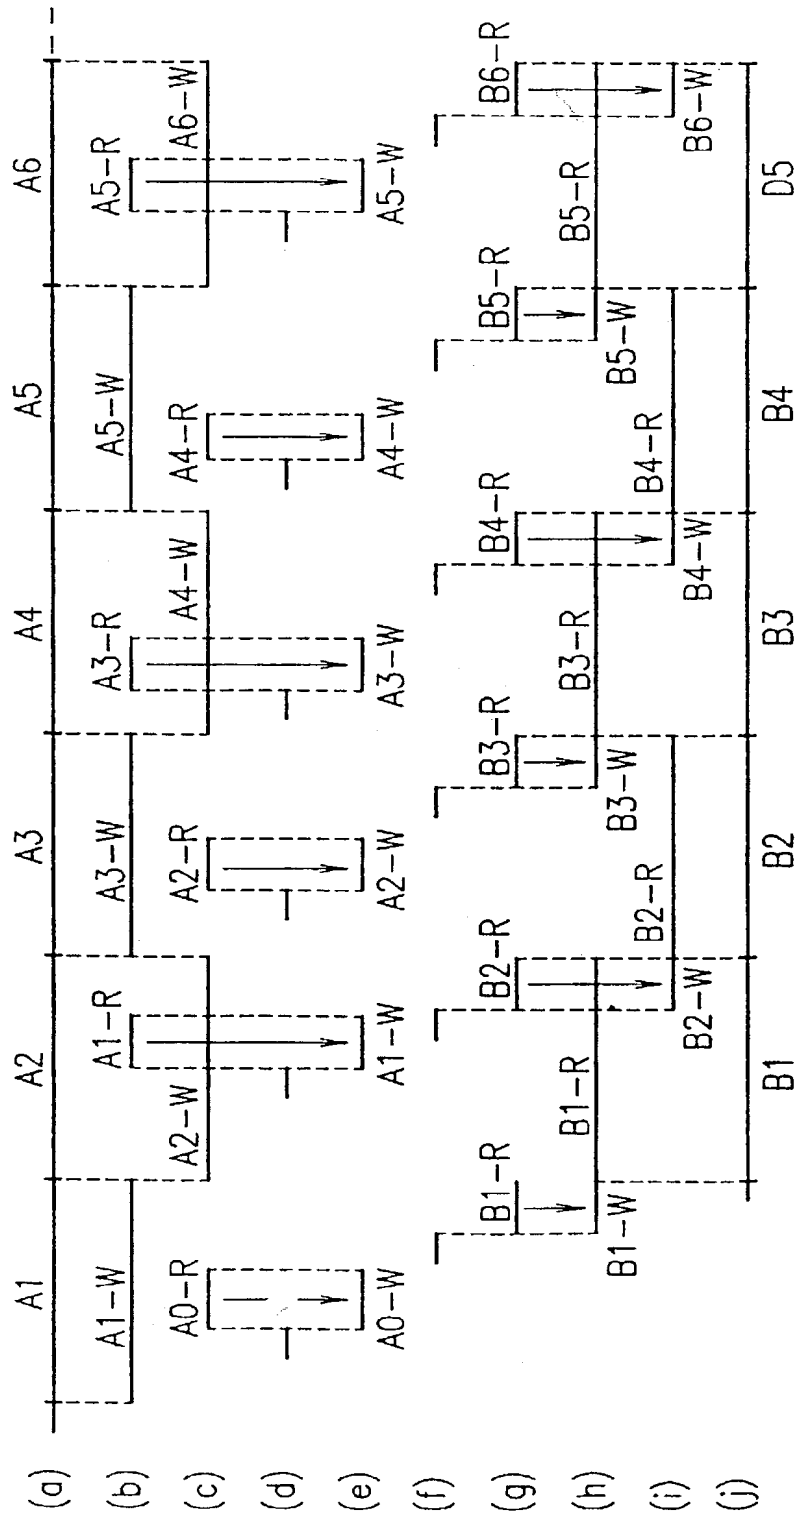 (a) A1 A2 A3 A4 A5 A6
(b) A1-W A1-R A3-W A3-R A5-W A5-R
(c) A0-R A2-W A2-R A4-W A4-R A6-W
(d)
(e) A0-W A1-W A2-W A3-W A4-W A5-W
(f)
(g) B1-R B2-R B3-R B4-R B5-R B6-R
(h) B1-W B1-R B3-W B3-R B5-W B5-R
(i) B2-W B2-R B4-W B4-R B6-W
(j) B1 B2 B3 B4 D5